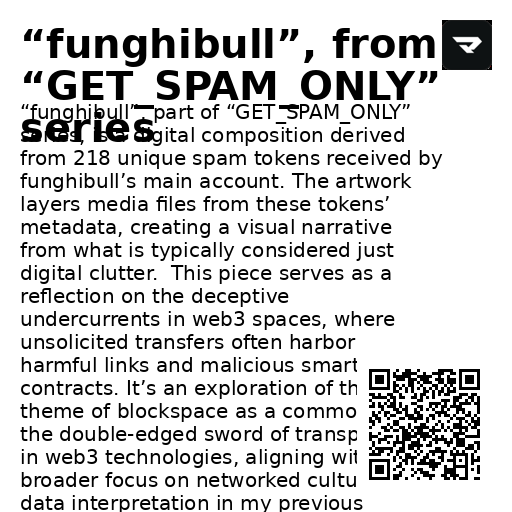 “funghibull”, from
“GET_SPAM_ONLY”
series
“funghibull”, part of “GET_SPAM_ONLY”
series, is a digital composition derived
from 218 unique spam tokens received by
funghibull’s main account. The artwork
layers media files from these tokens’
metadata, creating a visual narrative
from what is typically considered just
digital clutter.  This piece serves as a
reflection on the deceptive
undercurrents in web3 spaces, where
unsolicited transfers often harbor
harmful links and malicious smart
contracts. It’s an exploration of th
theme of blockspace as a commo
the double-edged sword of transp
in web3 technologies, aligning wit
broader focus on networked cultu
data interpretation in my previous